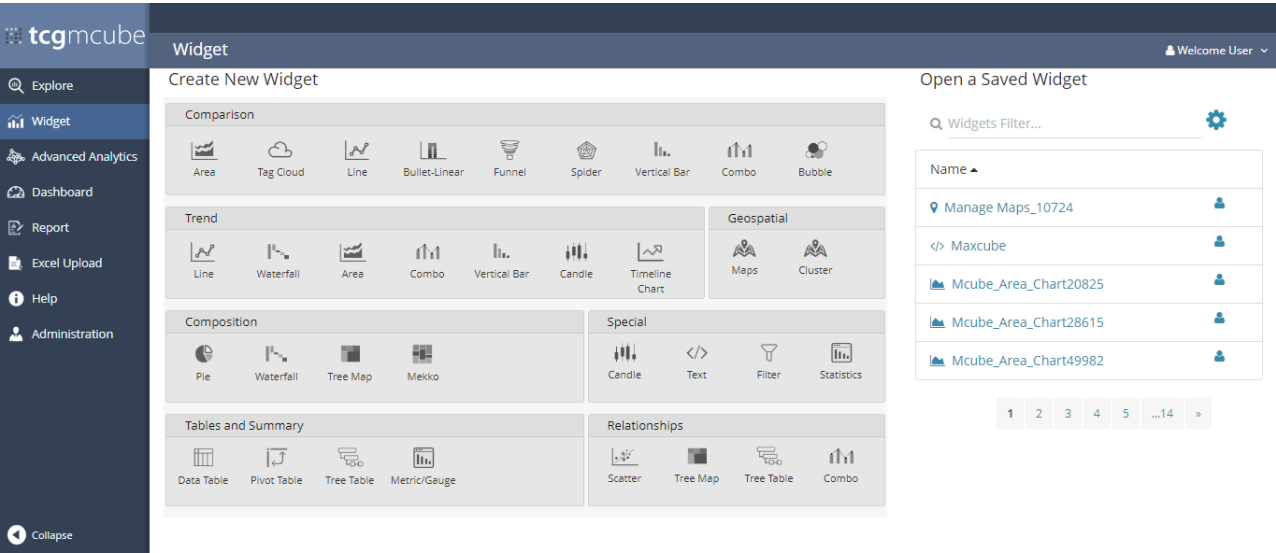 tcgmcube
Widget
Welcome User
Explore
Widget
Advanced Analytics
Dashboard
Report
Excel Upload
Help
Administration
Collapse
Create New Widget
Comparison
Area Tag Cloud Line Bullet-Linear Funnel Spider Vertical Bar Combo Bubble
Trend
Line Waterfall Area Combo Vertical Bar Candle Timeline
Chart
Geospatial
Maps Cluster
Composition
Pie Waterfall Tree Map Mekko
Special
Candle Text Filter Statistics
Tables and Summary
Data Table Pivot Table Tree Table Metric/Gauge
Relationships
Scatter Tree Map Tree Table Combo
Open a Saved Widget
Widgets Filter...
Name
Manage Maps_10724
</> Maxcube
Mcube_Area_Chart20825
Mcube_Area_Chart28615
Mcube_Area_Chart49982
1 2 3 4 5 ...14 »